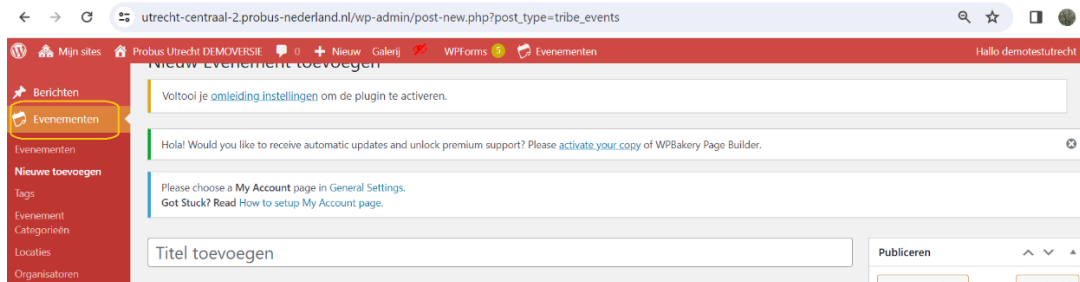 utrecht-centraal-2.probus-nederland.nl/wp-admin/post-new.php?post_type=tribe_events
Mijn sites Probus Utrecht DEMOVERSIE 0 Nieuw Galerij WPForms 5 Evenementen Hallo demotestutrecht
Nieuw Evenement toevoegen
Berichten
Voltooi je omleiding instellingen om de plugin te activeren.
Evenementen
Hola! Would you like to receive automatic updates and unlock premium support? Please activate your copy of WPBakery Page Builder.
Evenementen
Nieuwe toevoegen
Please choose a My Account page in General Settings.
Tags
Got Stuck? Read How to setup My Account page.
Evenement
Categorieën
Locaties
Titel toevoegen
Publiceren
Organisatoren